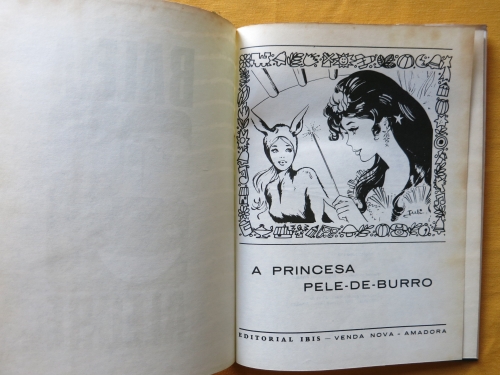 A PRINCESA
PELE-DE-BURRO
EDITORIAL IBIS — VENDA NOVA - AMADORA